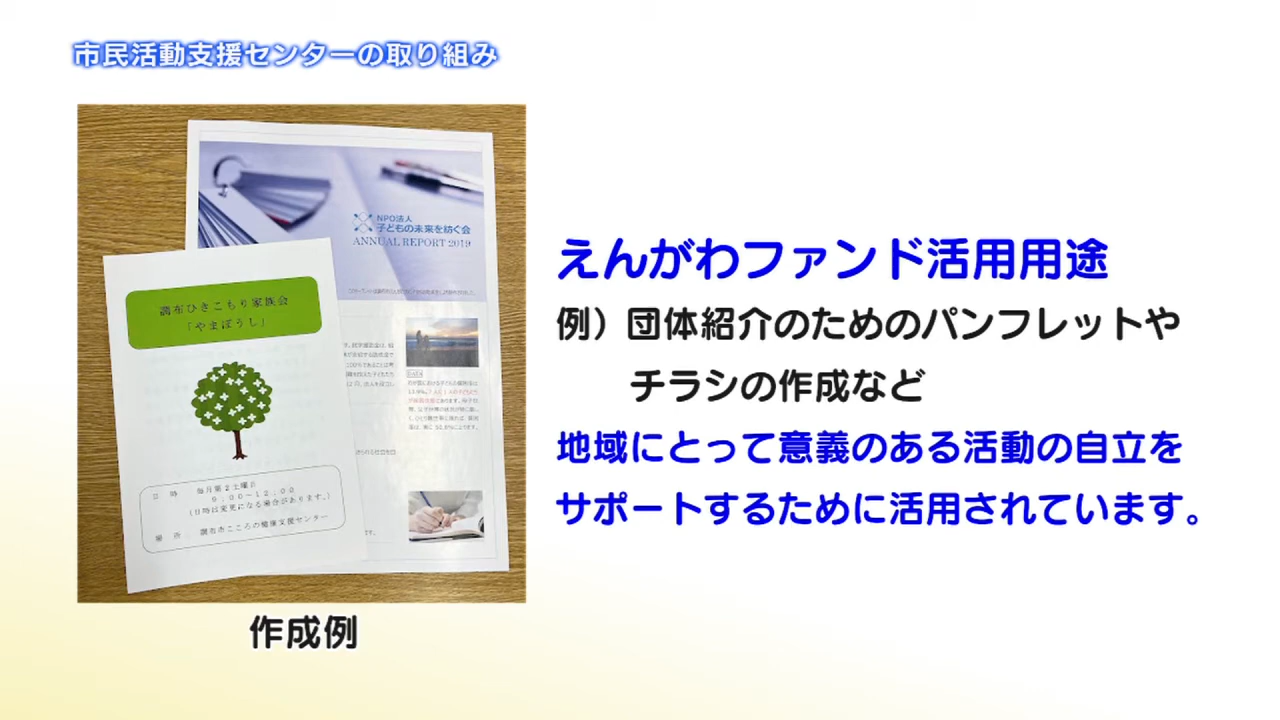 市民活動支援センターの取り組み
NPO法人
子どもの未来を紡ぐ会
ANNUAL REPORT 2019
調布ひきこもり家族会
「やまぼうし」
日 時 毎月第2土曜日
9:00~12:00
(日時は変更になる場合があります。)
場 所 調布市こころの健康支援センター
DATA
作成例
えんがわファンド活用用途
例）団体紹介のためのパンフレットや
チラシの作成など
地域にとって意義のある活動の自立を
サポートするために活用されています。